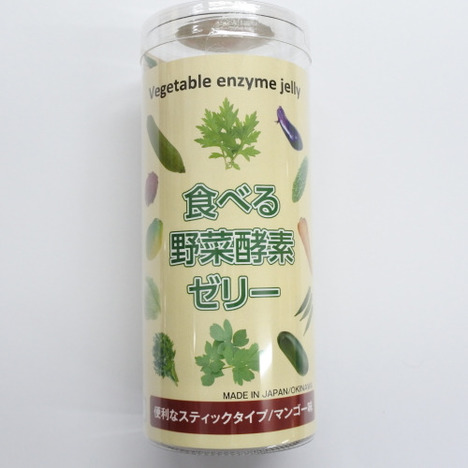 Vegetable enzyme jelly
食べる
野菜酵素
ゼリー
MADE IN JAPAN/OKINAWA
便利なスティックタイプ/マンゴー味